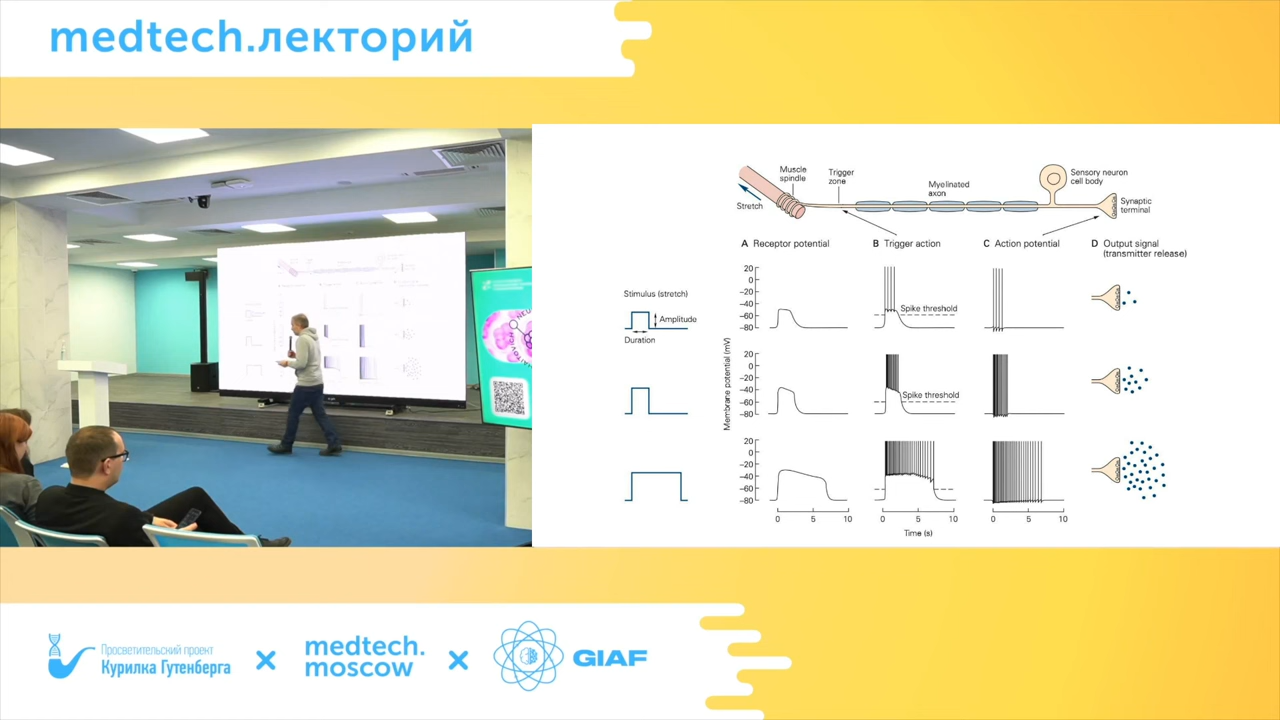 medtech.лекторий
Muscle
spindle
Trigger
zone
Myelinated
axon
Sensory neuron
cell body
Stretch
Synaptic
terminal
A Receptor potential
B Trigger action
C Action potential
D Output signal
(transmitter release)
Stimulus (stretch)
Amplitude
Duration
Membrane potential (mV)
20
0
−20
−40
−60
−80
Spike threshold
20
0
−20
−40
−60
−80
Spike threshold
20
0
−20
−40
−60
−80
0 5 10
0 5 10
0 5 10
Time (s)
Просветительский проект
Курилка Гутенберга
×
medtech.
moscow
×
GIAF